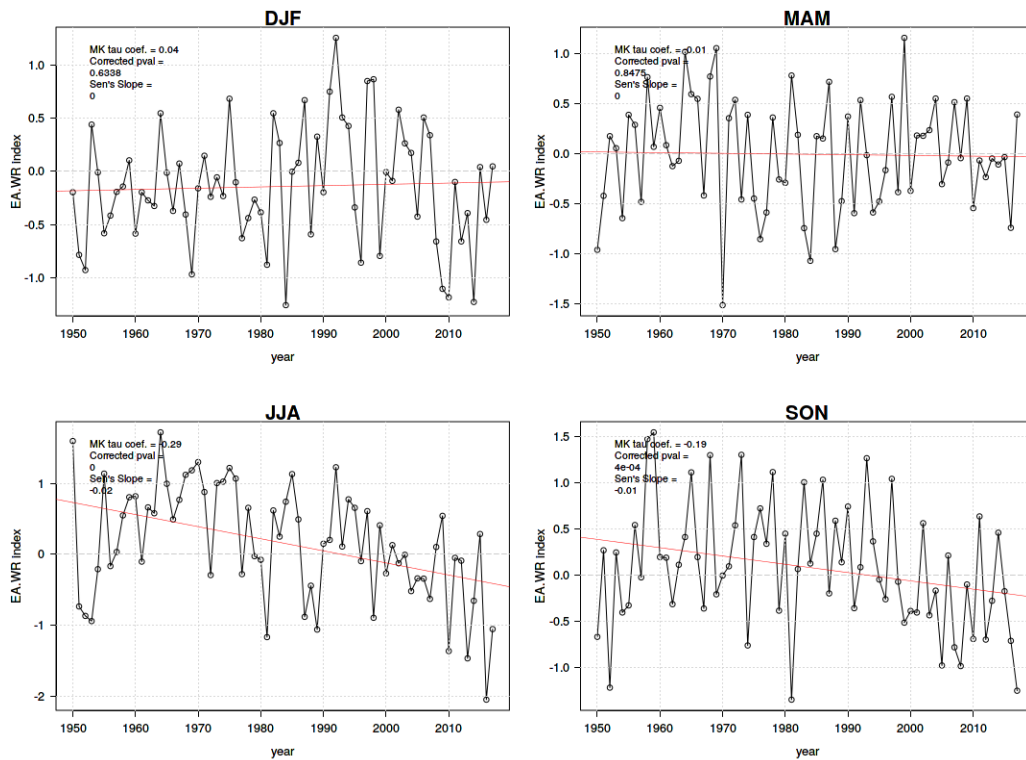 DJF
MK tau coef. = 0.04
Corrected pval =
0.6338
Sen's Slope =
0
1.0
0.5
0.0
-0.5
-1.0
EA.WR Index
1950 1960 1970 1980 1990 2000 2010
year
MAM
MK tau coef. = -0.01
Corrected pval =
0.8475
Sen's Slope =
0
1.0
0.5
0.0
-0.5
-1.0
-1.5
EA.WR Index
1950 1960 1970 1980 1990 2000 2010
year
JJA
MK tau coef. = -0.29
Corrected pval =
0
Sen's Slope =
-0.02
1
0
-1
-2
EA.WR Index
1950 1960 1970 1980 1990 2000 2010
year
SON
MK tau coef. = -0.19
Corrected pval =
4e-04
Sen's Slope =
-0.01
1.5
1.0
0.5
0.0
-0.5
-1.0
EA.WR Index
1950 1960 1970 1980 1990 2000 2010
year